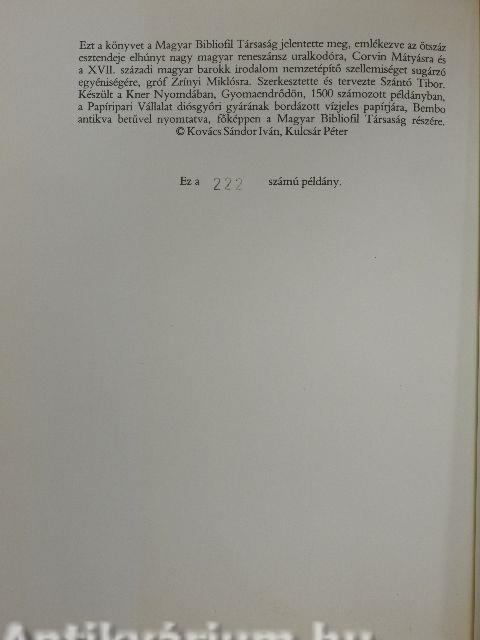 Ezt a könyvet a Magyar Bibliofil Társaság jelentette meg, emlékezve az ötszáz
esztendeje elhúnyt nagy magyar reneszánsz uralkodóra, Corvin Mátyásra és
a XVII. századi magyar barokk irodalom nemzetépítő szellemiséget sugárzó
egyéniségére, gróf Zrínyi Miklósra. Szerkesztette és tervezte Szántó Tibor.
Készült a Kner Nyomdában, Gyomaendrődön, 1500 számozott példányban,
a Papíripari Vállalat diósgyőri gyárának bordázott vízjeles papírjára, Bembo
antikva betűvel nyomtatva, főképpen a Magyar Bibliofil Társaság részére.
© Kovács Sándor Iván, Kulcsár Péter
Ez a 222 számú példány.
Antikvárium.hu